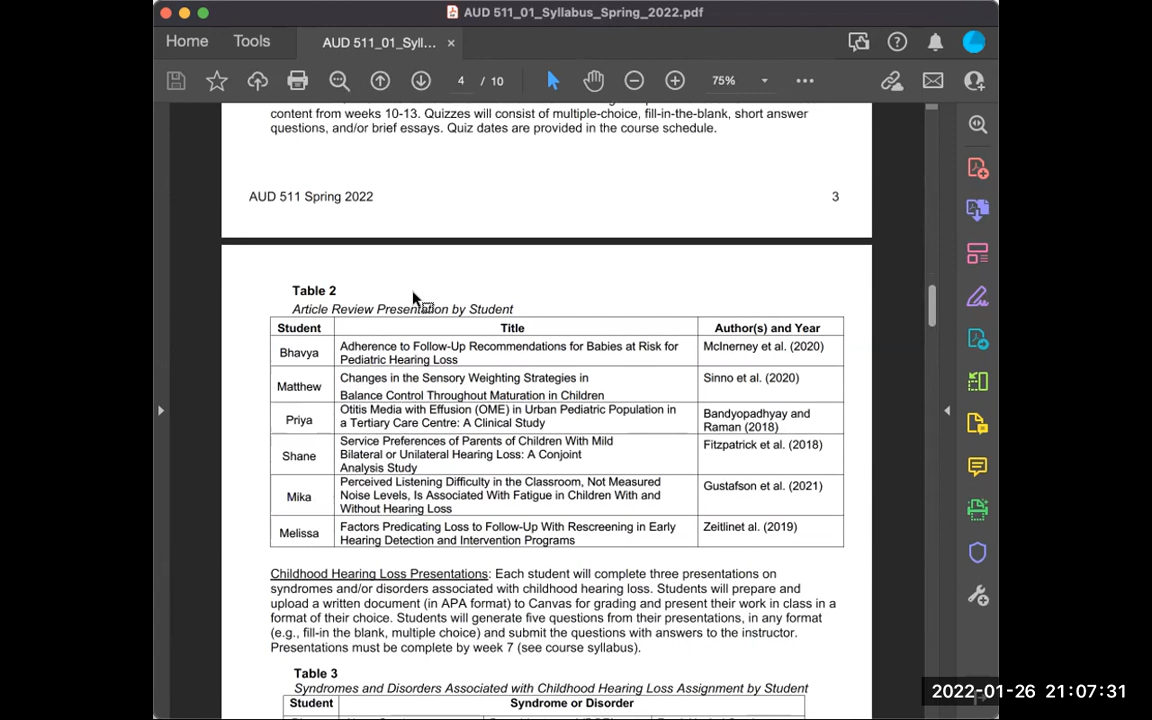 AUD 511_01_Syllabus_Spring_2022.pdf
Home Tools AUD 511_01_Syll... ×
4 / 10 75%
content from weeks 10-13. Quizzes will consist of multiple-choice, fill-in-the-blank, short answer
questions, and/or brief essays. Quiz dates are provided in the course schedule.
AUD 511 Spring 2022 3
Table 2
Article Review Presentation by Student
Student Title Author(s) and Year
Bhavya Adherence to Follow-Up Recommendations for Babies at Risk for McInerney et al. (2020)
Pediatric Hearing Loss
Matthew Changes in the Sensory Weighting Strategies in Sinno et al. (2020)
Balance Control Throughout Maturation in Children
Priya Otitis Media with Effusion (OME) in Urban Pediatric Population in Bandyopadhyay and
a Tertiary Care Centre: A Clinical Study Raman (2018)
Shane Service Preferences of Parents of Children With Mild Fitzpatrick et al. (2018)
Bilateral or Unilateral Hearing Loss: A Conjoint
Analysis Study
Mika Perceived Listening Difficulty in the Classroom, Not Measured Gustafson et al. (2021)
Noise Levels, Is Associated With Fatigue in Children With and
Without Hearing Loss
Melissa Factors Predicating Loss to Follow-Up With Rescreening in Early Zeitlinet al. (2019)
Hearing Detection and Intervention Programs
Childhood Hearing Loss Presentations: Each student will complete three presentations on
syndromes and/or disorders associated with childhood hearing loss. Students will prepare and
upload a written document (in APA format) to Canvas for grading and present their work in class in a
format of their choice. Students will generate five questions from their presentations, in any format
(e.g., fill-in the blank, multiple choice) and submit the questions with answers to the instructor.
Presentations must be complete by week 7 (see course syllabus).
Table 3
Syndromes and Disorders Associated with Childhood Hearing Loss Assignment by Student
Student Syndrome or Disorder
2022-01-26 21:07:31